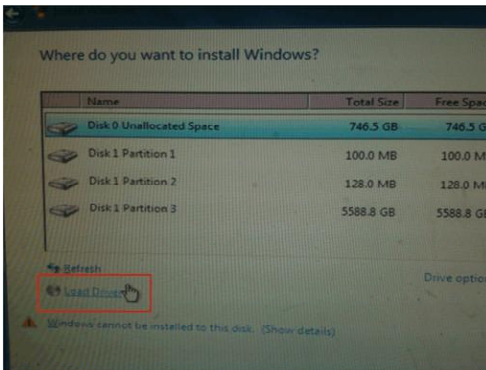 Where do you want to install Windows?
Name Total Size Free Spac
Disk 0 Unallocated Space 746.5 GB 746.5 G
Disk 1 Partition 1 100.0 MB 100.0 M
Disk 1 Partition 2 128.0 MB 128.0 M
Disk 1 Partition 3 5588.8 GB 5588.8 G
Refresh
Load Driver
Drive optio
Windows cannot be installed to this disk. (Show details)